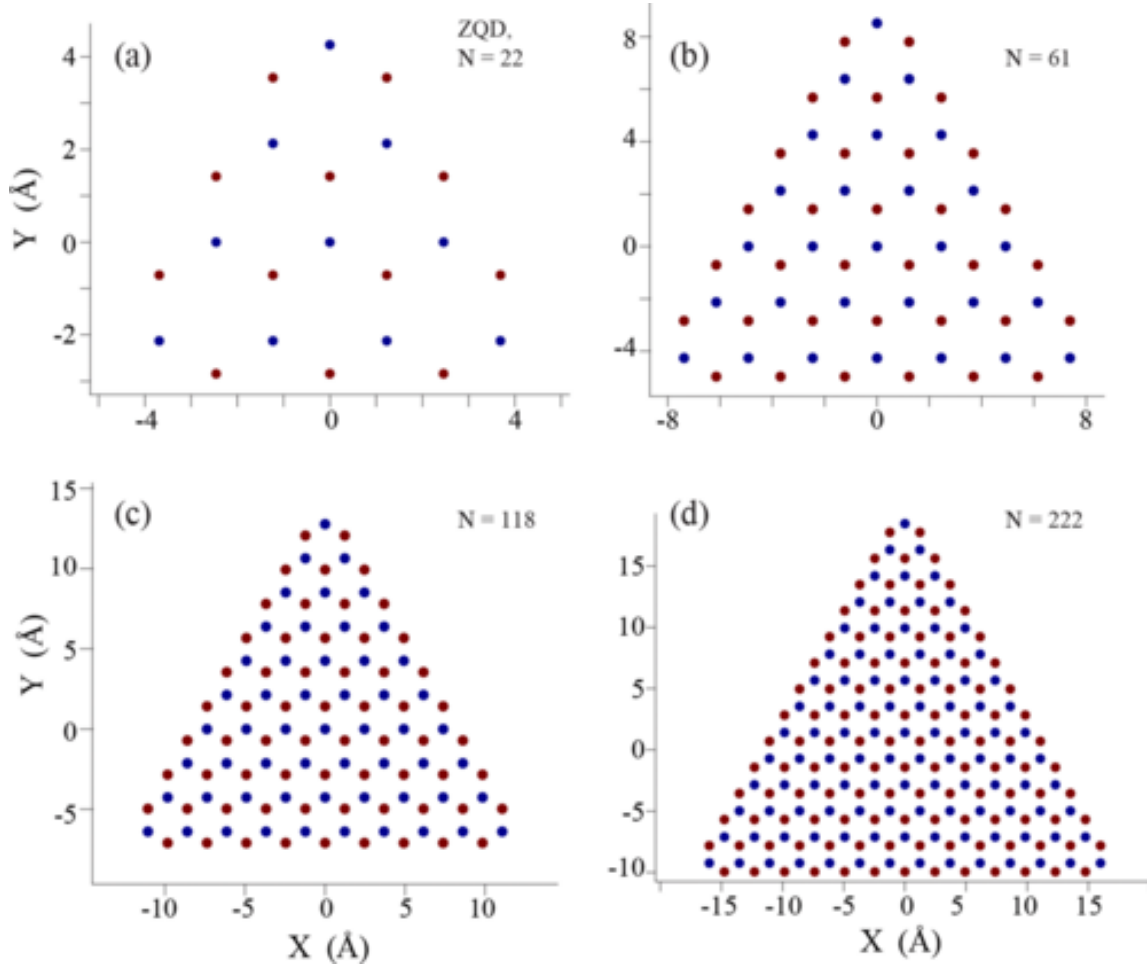 (a)
ZQD,
N = 22
4
2
0
-2
Y (Å)
-4 0 4
(b)
N = 61
8
4
0
-4
-8 0 8
(c)
N = 118
15
10
5
0
-5
Y (Å)
-10 -5 0 5 10
X (Å)
(d)
N = 222
15
10
5
0
-5
-10
-15 -10 -5 0 5 10 15
X (Å)